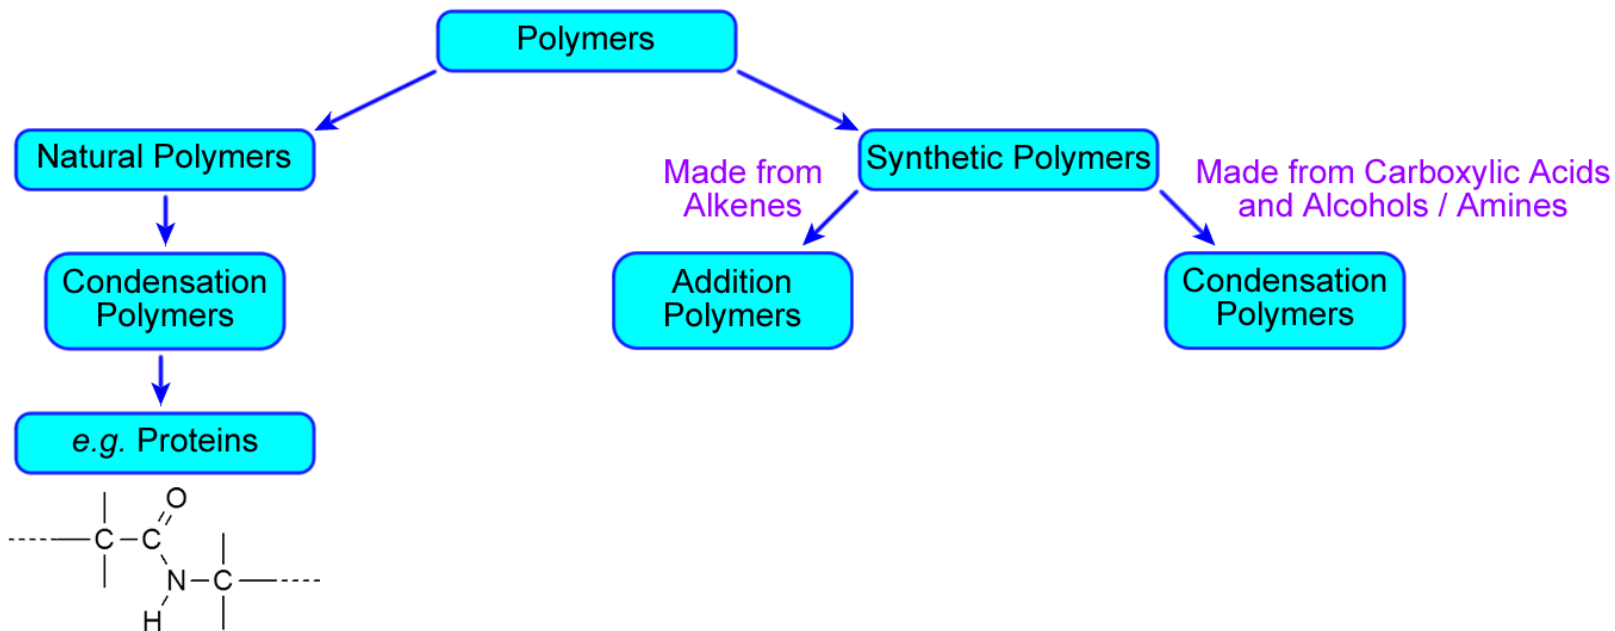 Polymers
Natural Polymers
Synthetic Polymers
Made from
Alkenes
Made from Carboxylic Acids
and Alcohols / Amines
Condensation
Polymers
Addition
Polymers
Condensation
Polymers
e.g. Proteins
O
C C
N C
H